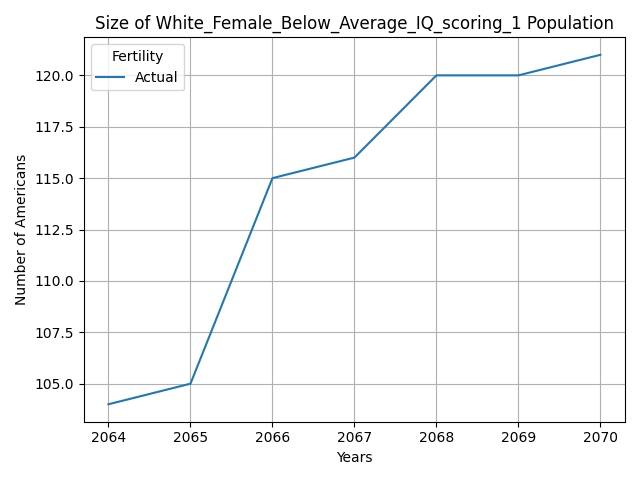 Size of White_Female_Below_Average_IQ_scoring_1 Population
Fertility
Actual
Number of Americans
120.0
117.5
115.0
112.5
110.0
107.5
105.0
2064 2065 2066 2067 2068 2069 2070
Years